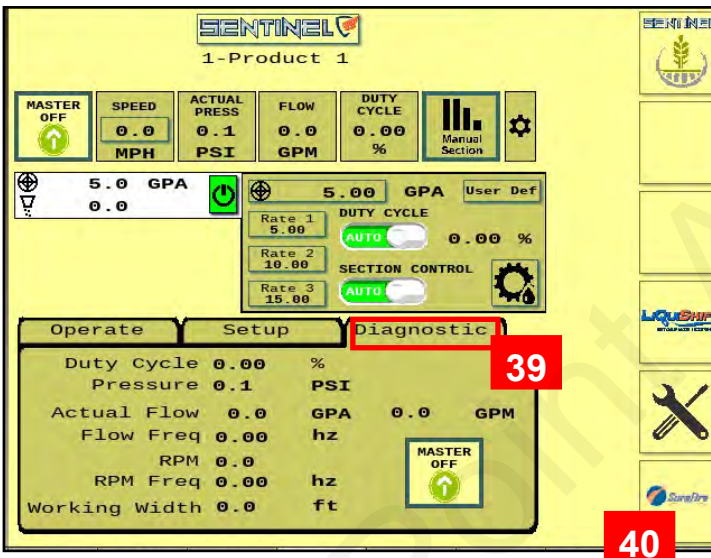 SENTINEL
1-Product 1
SENTINEL
MASTER OFF
SPEED
0.0
MPH
ACTUAL PRESS
0.1
PSI
FLOW
0.0
GPM
DUTY CYCLE
0.00
%
Manual Section
5.0 GPA
0.0
5.00 GPA User Def
Rate 1
5.00
DUTY CYCLE
AUTO 0.00 %
Rate 2
10.00
SECTION CONTROL
Rate 3
15.00
AUTO
LiquiShift
Operate Setup Diagnostic
39
Duty Cycle 0.00 %
Pressure 0.1 PSI
Actual Flow 0.0 GPA 0.0 GPM
Flow Freq 0.00 hz
RPM 0.0
RPM Freq 0.00 hz
Working Width 0.0 ft
MASTER OFF
SureFire
40